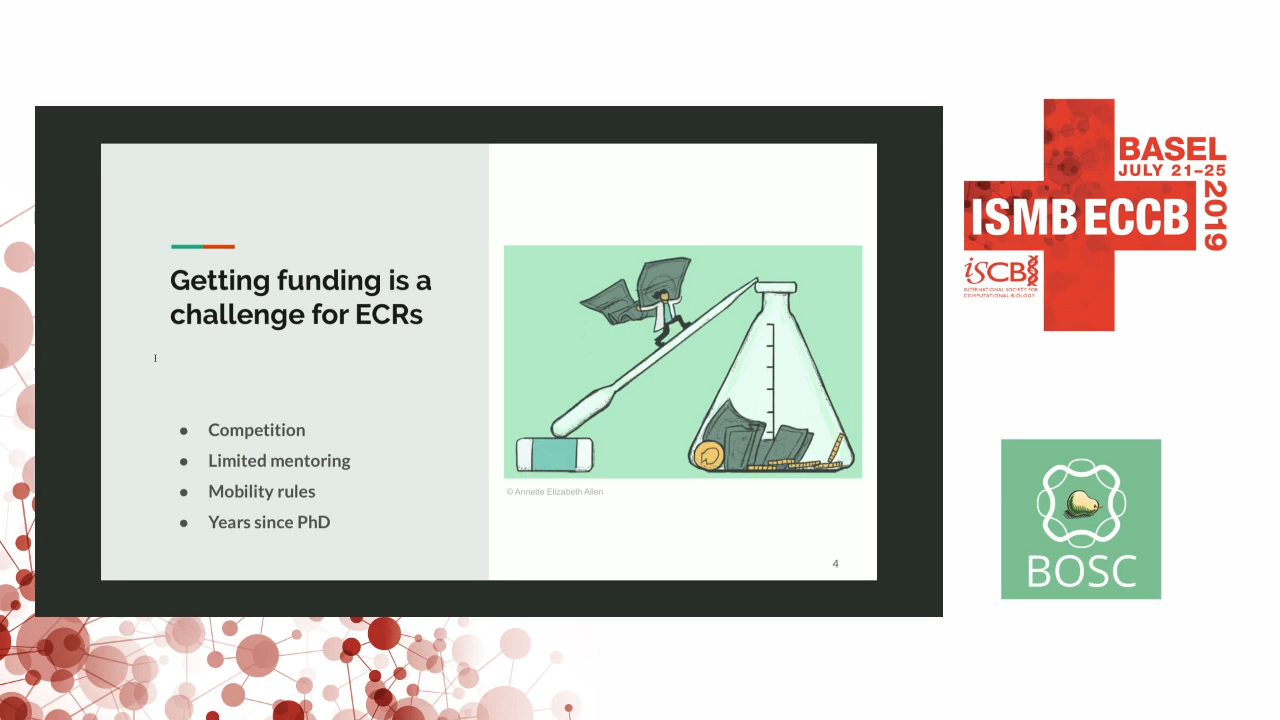 Getting funding is a
challenge for ECRs
● Competition
● Limited mentoring
● Mobility rules
● Years since PhD
© Annette Elizabeth Allen
4
BASEL
JULY 21–25
2019
ISMB ECCB
iSCB
INTERNATIONAL SOCIETY FOR
COMPUTATIONAL BIOLOGY
BOSC